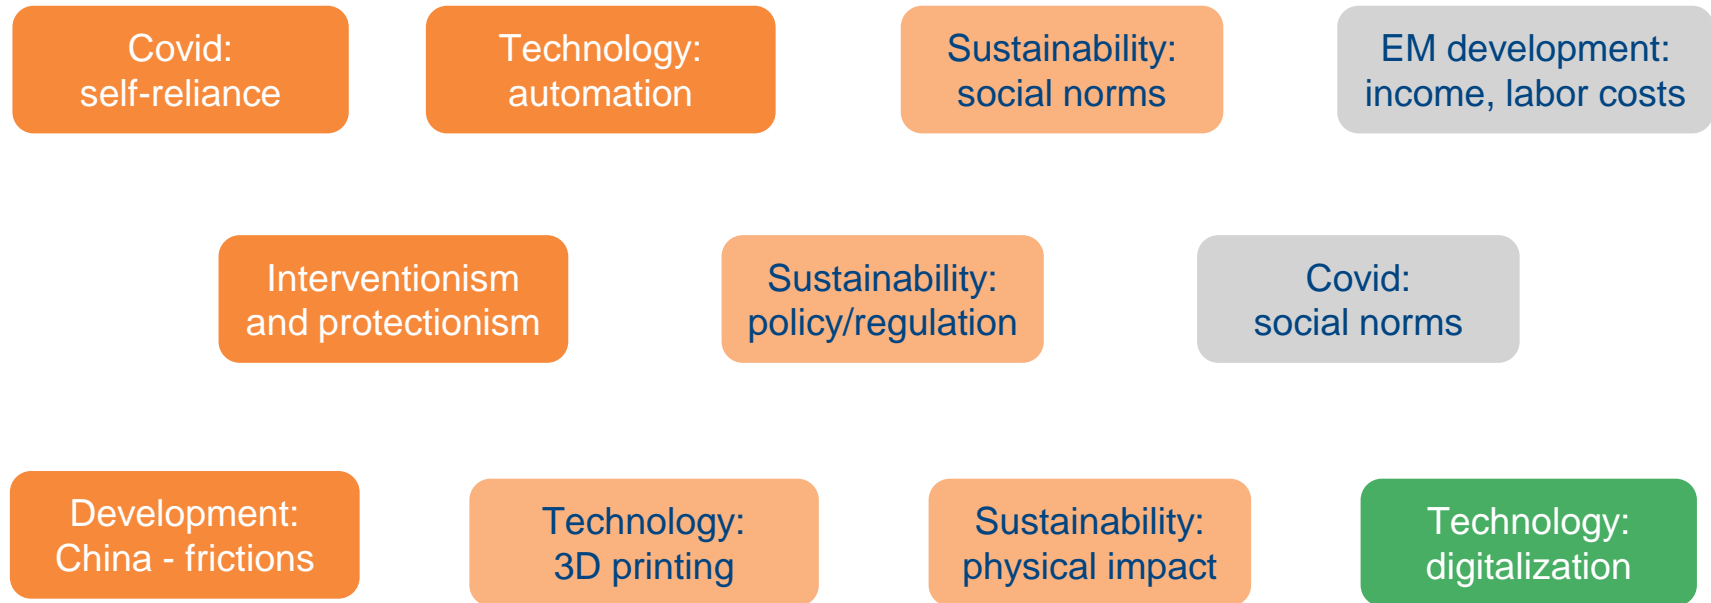 Covid:
self-reliance
Technology:
automation
Sustainability:
social norms
EM development:
income, labor costs
Interventionism
and protectionism
Sustainability:
policy/regulation
Covid:
social norms
Development:
China - frictions
Technology:
3D printing
Sustainability:
physical impact
Technology:
digitalization